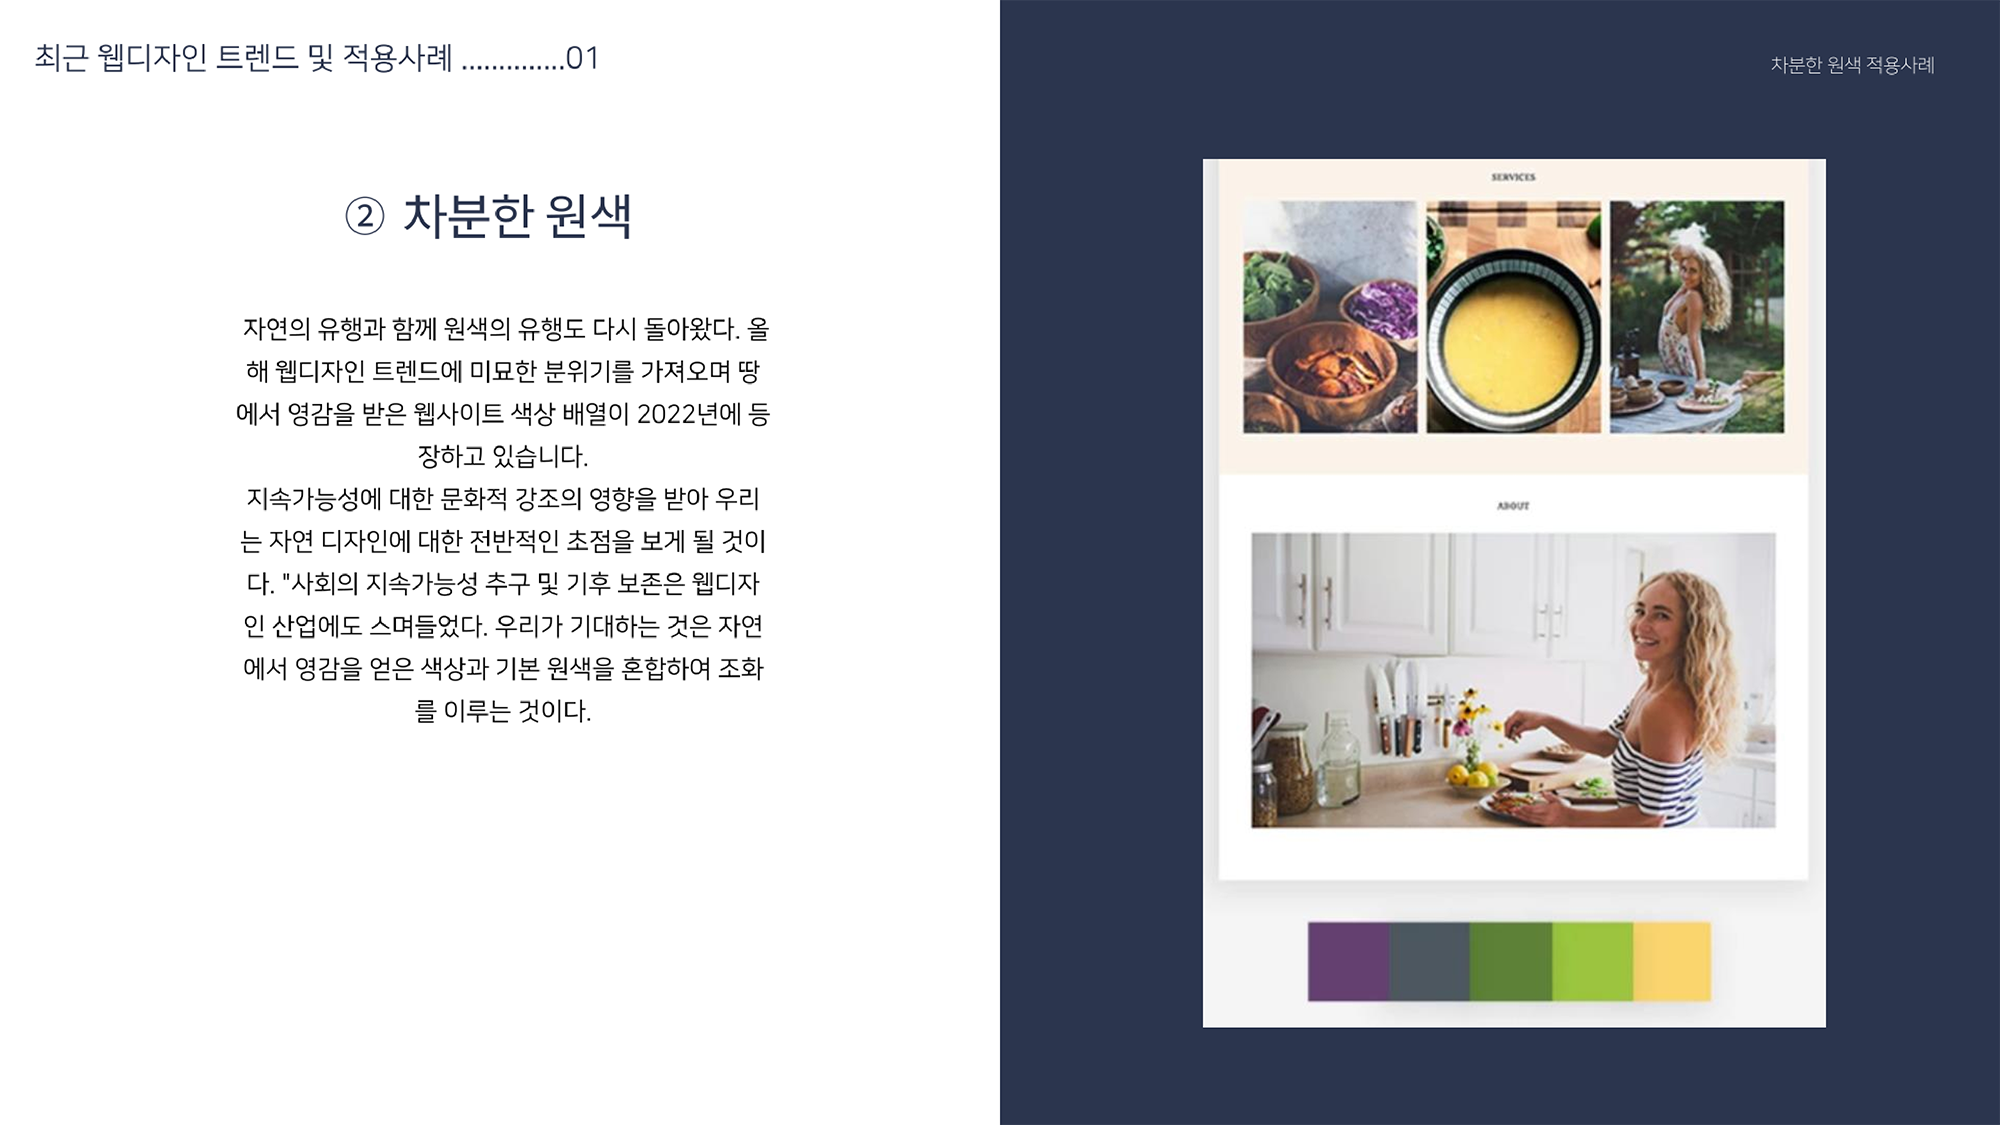 최근 웹디자인 트렌드 및 적용사례 ..............01
차분한 원색 적용사례
② 차분한 원색
자연의 유행과 함께 원색의 유행도 다시 돌아왔다. 올
해 웹디자인 트렌드에 미묘한 분위기를 가져오며 땅
에서 영감을 받은 웹사이트 색상 배열이 2022년에 등
장하고 있습니다.
지속가능성에 대한 문화적 강조의 영향을 받아 우리
는 자연 디자인에 대한 전반적인 초점을 보게 될 것이
다. "사회의 지속가능성 추구 및 기후 보존은 웹디자
인 산업에도 스며들었다. 우리가 기대하는 것은 자연
에서 영감을 얻은 색상과 기본 원색을 혼합하여 조화
를 이루는 것이다.
SERVICES
ABOUT